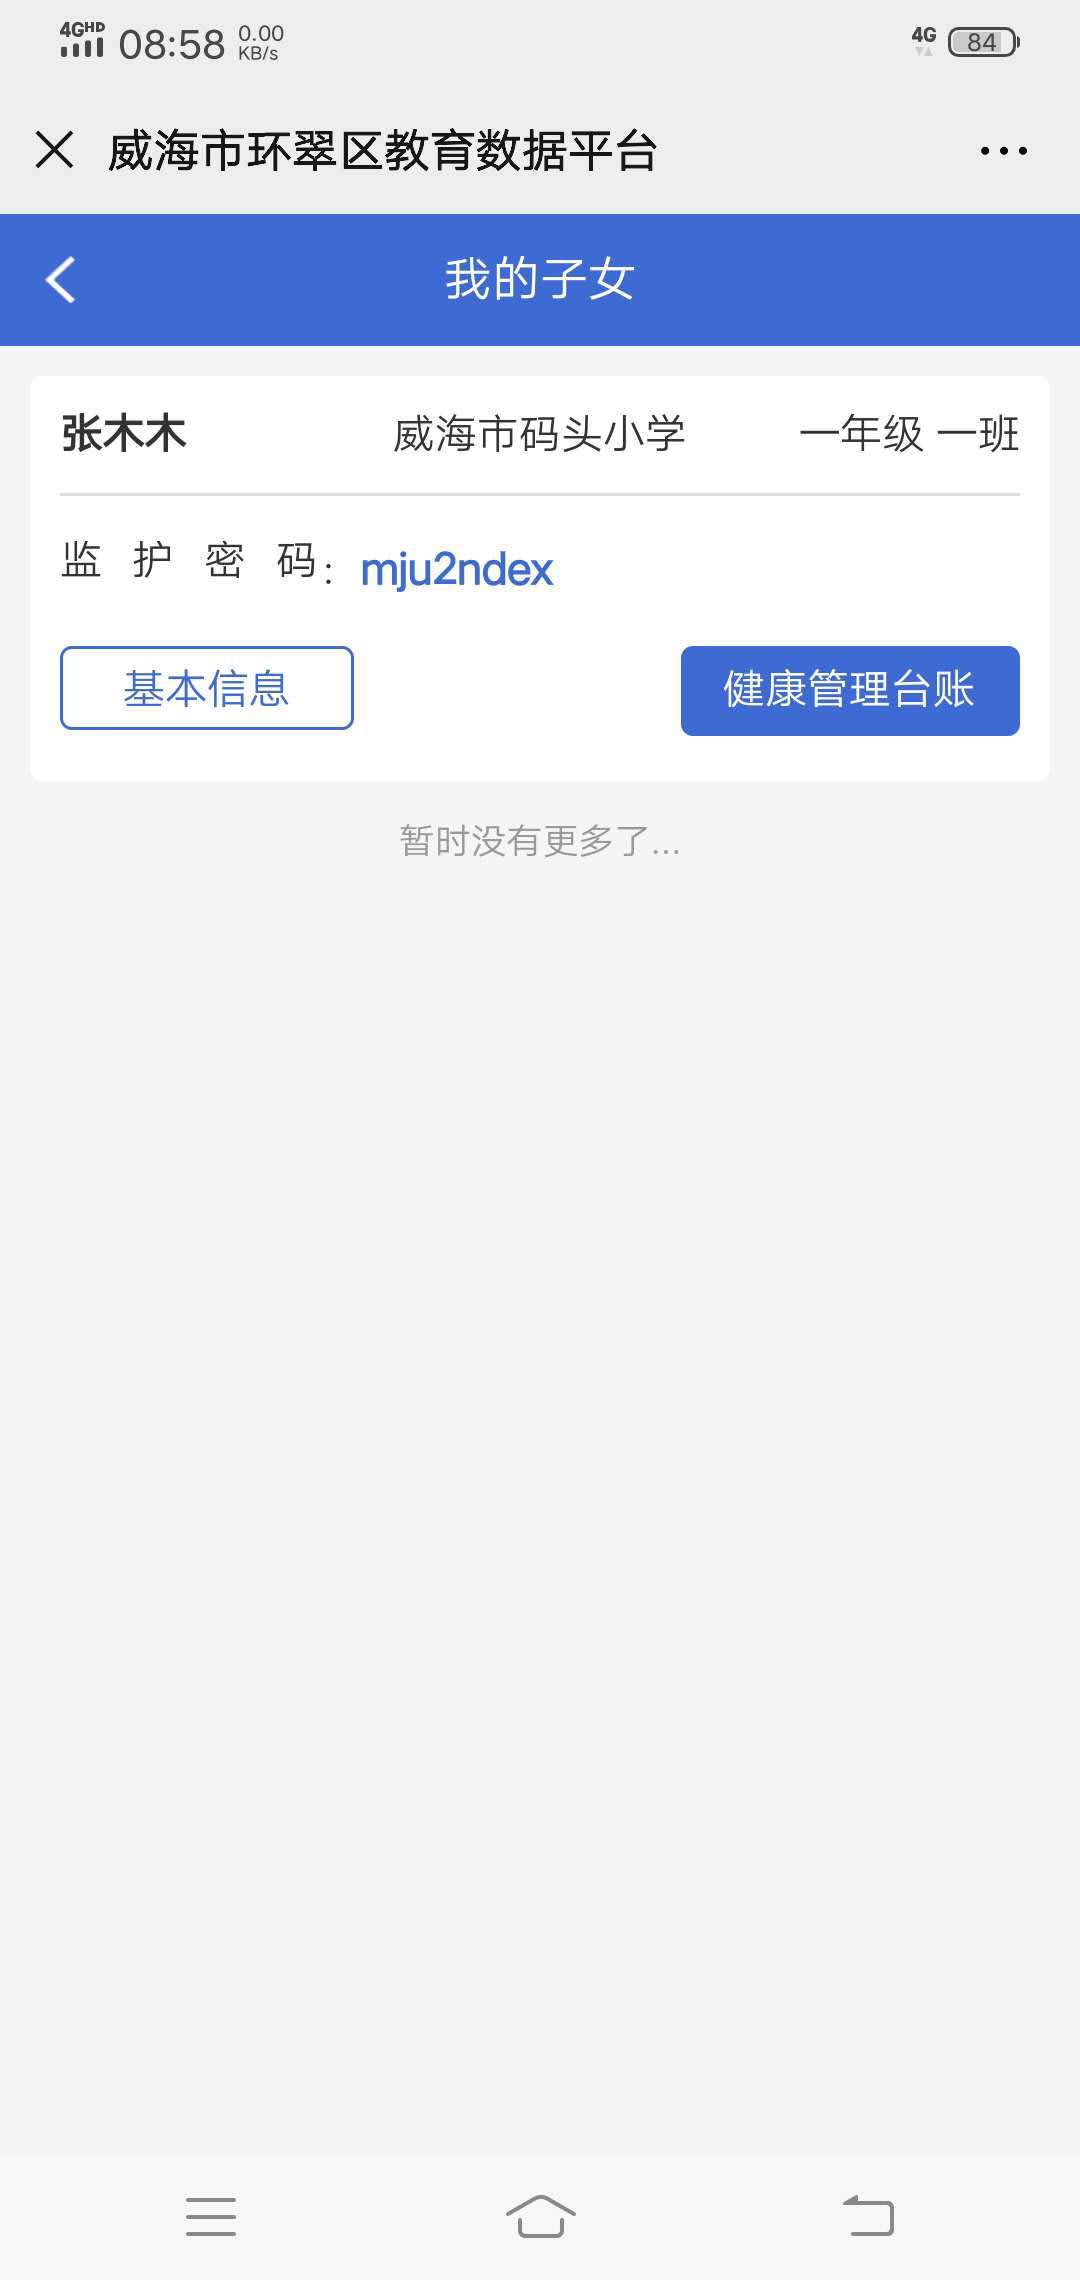 4GHD 08:58 0.00 KB/s 4G 84
威海市环翠区教育数据平台
我的子女
张木木 威海市码头小学 一年级 一班
监护密码: mju2ndex
基本信息 健康管理台账
暂时没有更多了...